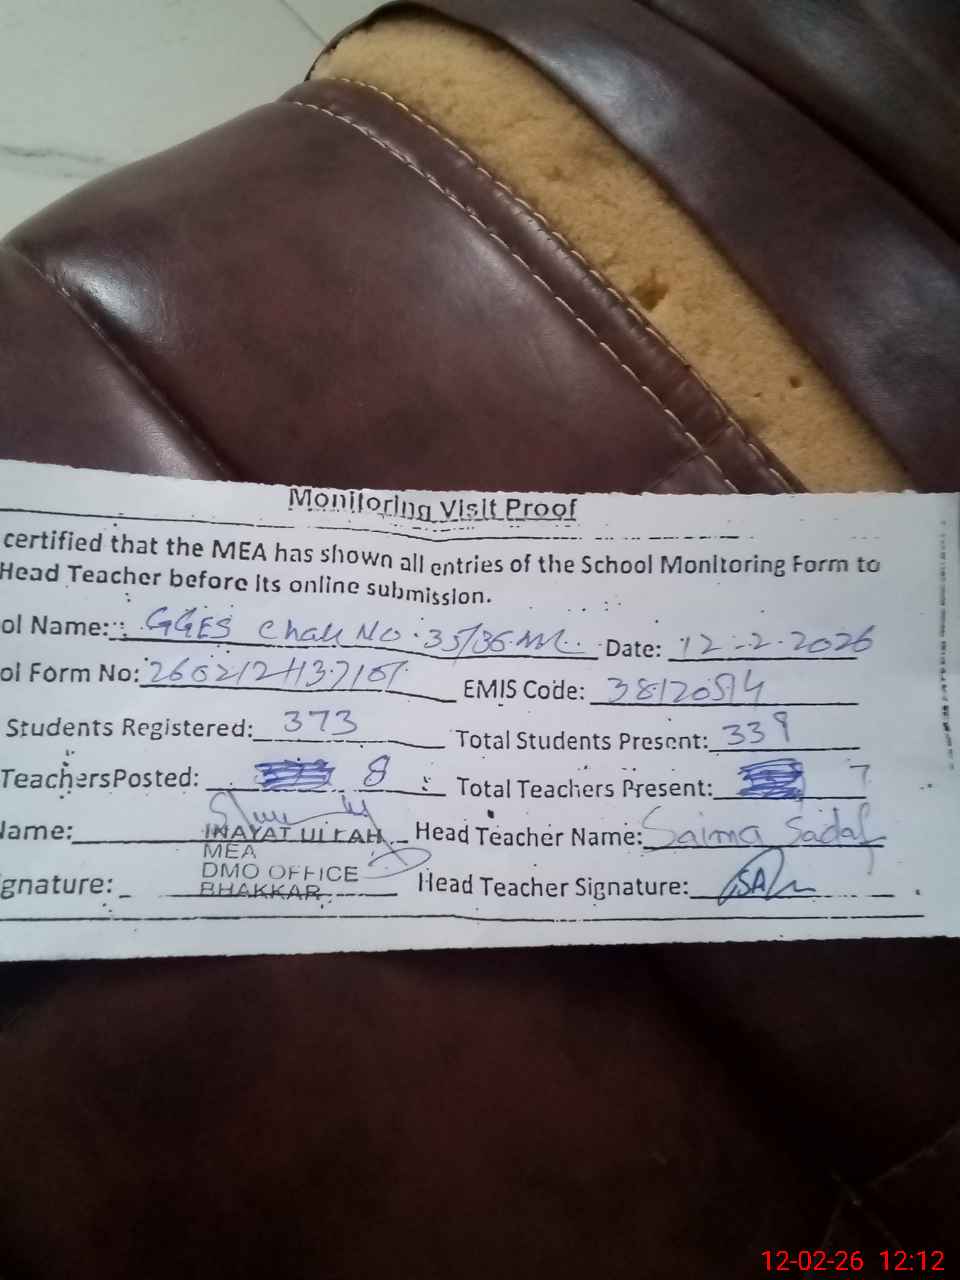 Monitoring Visit Proof
certified that the MEA has shown all entries of the School Monitoring Form to
Head Teacher before its online submission.
ol Name: GGES Chak No. 35/36 ML Date: 12-2-2026
ol Form No: EMIS Code:
Students Registered: 373 Total Students Present: 339
TeachersPosted: 8 Total Teachers Present: 7
Name: INAYAT ULLAH Head Teacher Name: Saima Sadaf
MEA
DMO OFFICE
gnature: BHAKKAR Head Teacher Signature:
12-02-26 12:12